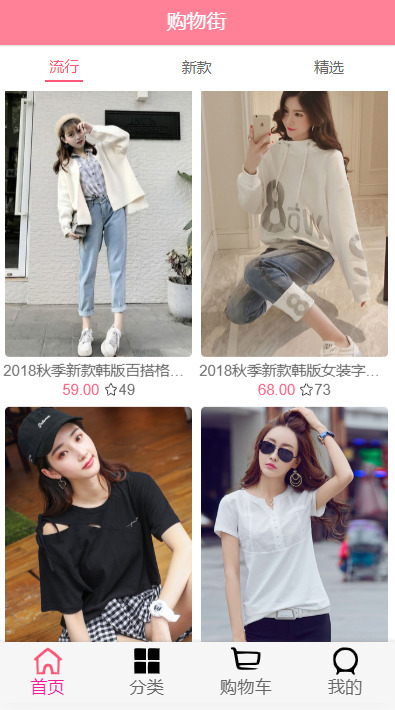 购物街
流行 新款 精选
2018秋季新款韩版百搭格…
59.00 49
2018秋季新款韩版女装字…
68.00 73
首页 分类 购物车 我的